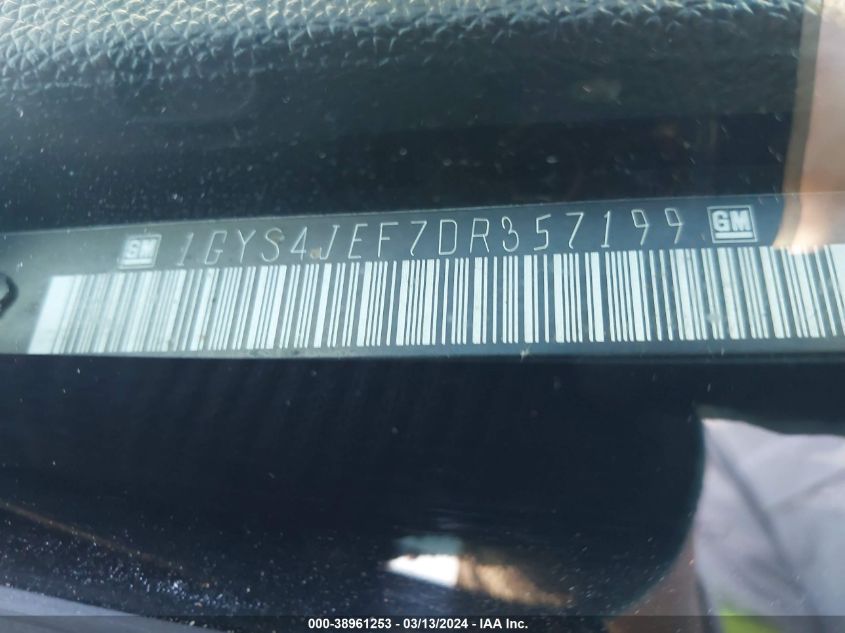 GM 1GYS4JEF7DR357199 GM
000-38961253 - 03/13/2024 - IAA Inc.